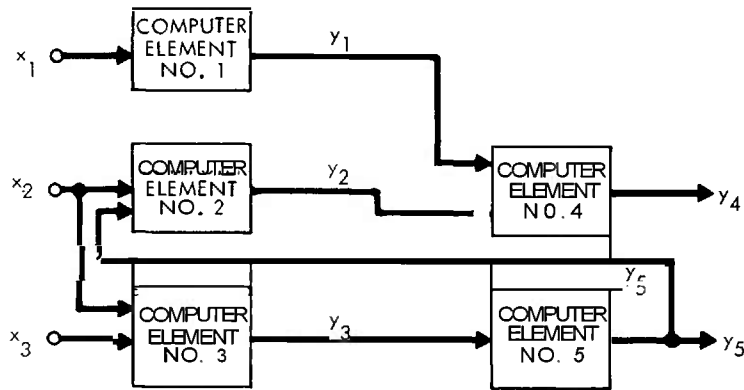 COMPUTER
ELEMENT
NO. 1
x1
y1
COMPUTER
ELEMENT
NO. 2
x2
y2
COMPUTER
ELEMENT
NO. 4
y4
y5
COMPUTER
ELEMENT
NO. 3
x3
y3
COMPUTER
ELEMENT
NO. 5
y5